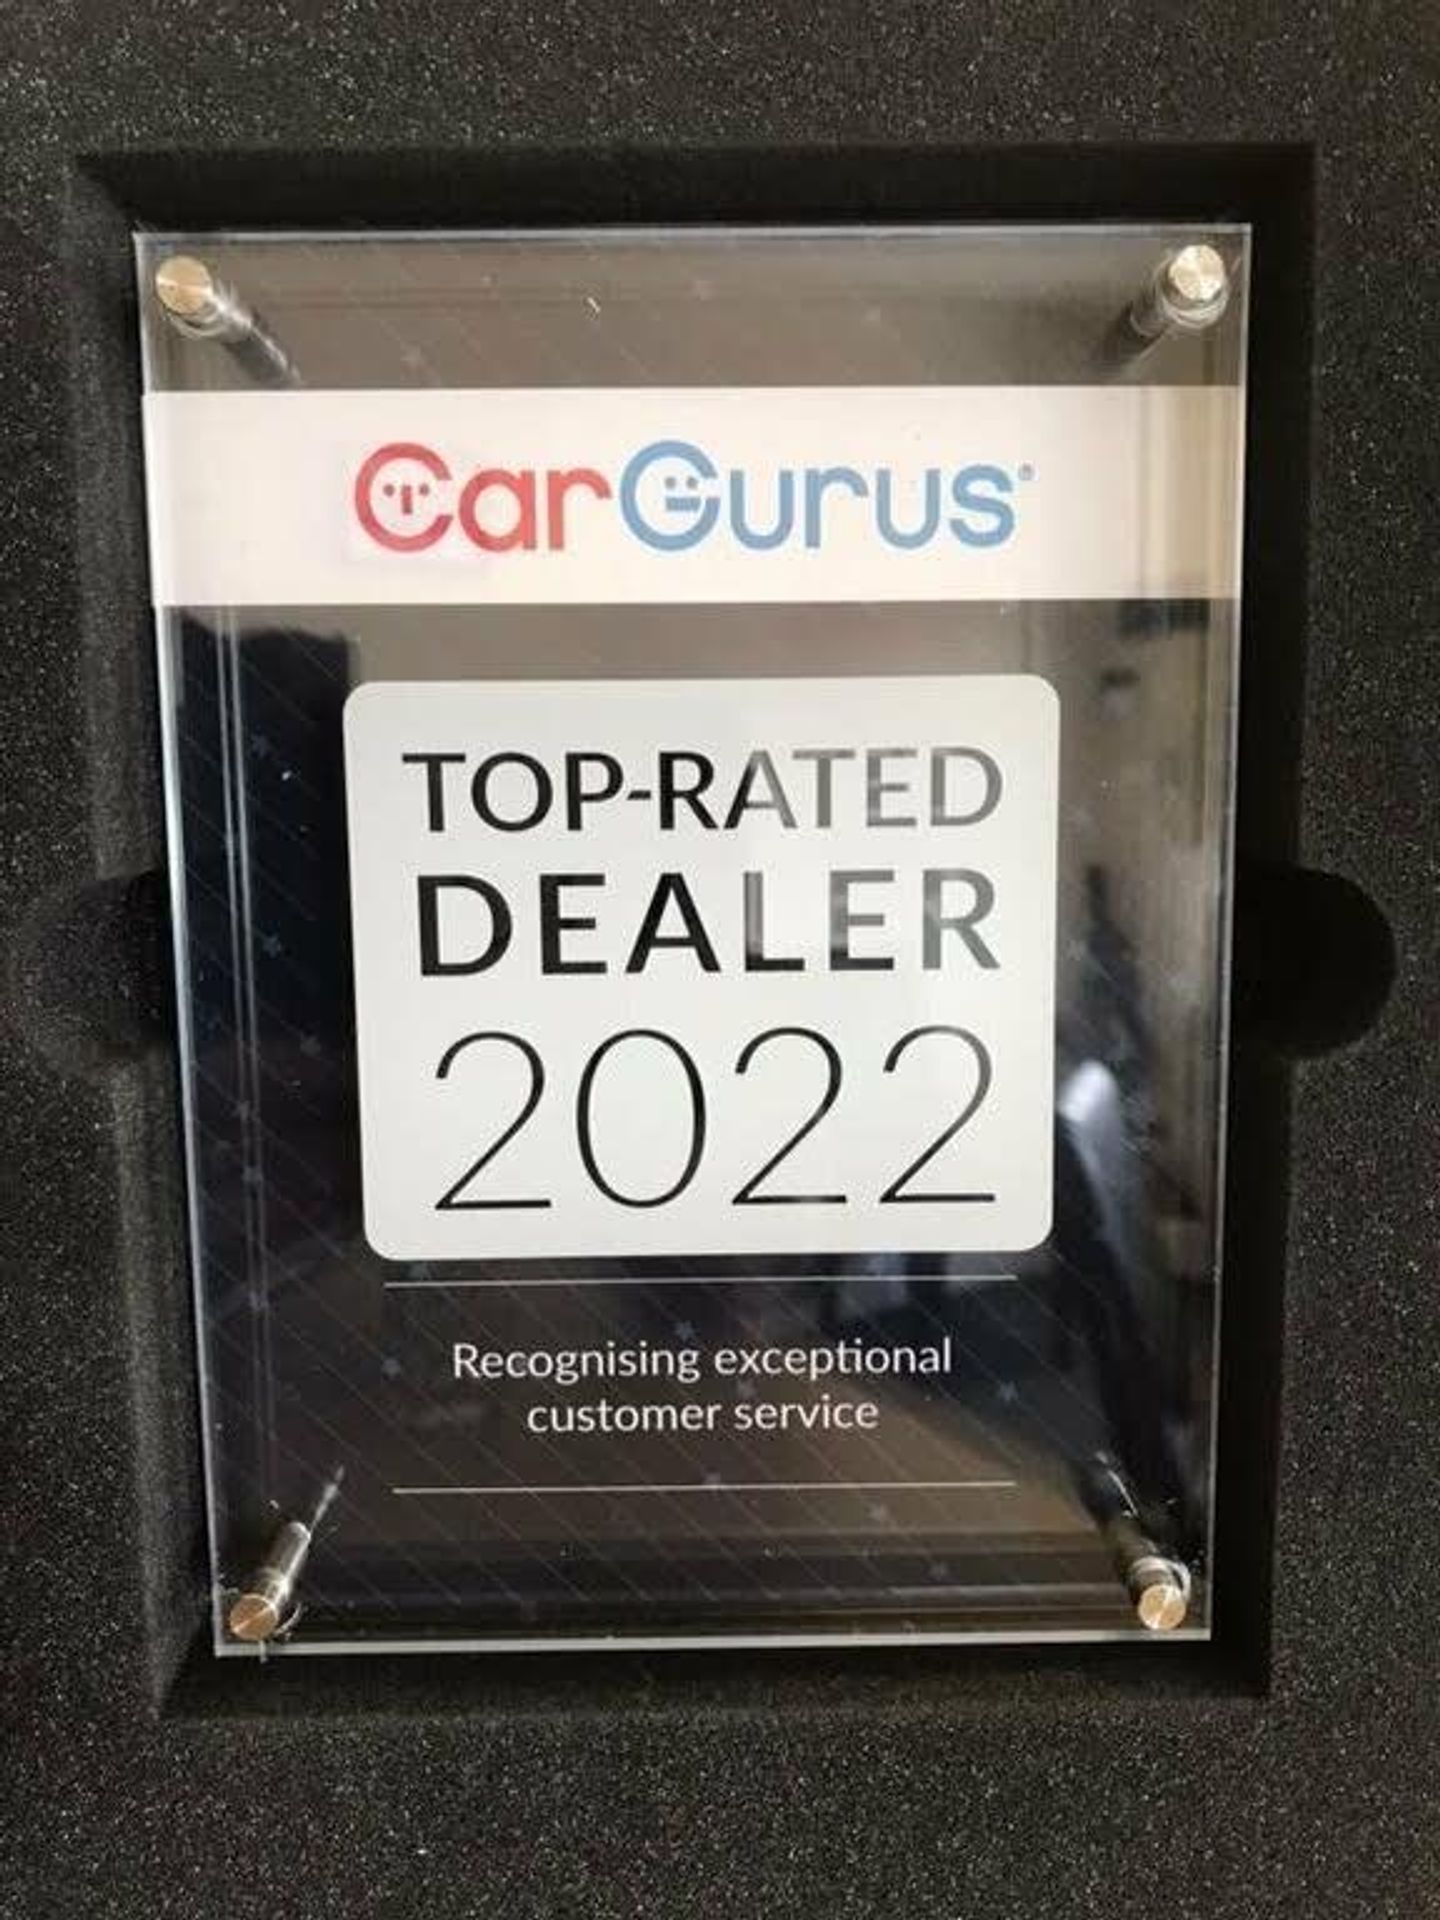 CarGurus®
TOP-RATED
DEALER
2022
Recognising exceptional
customer service